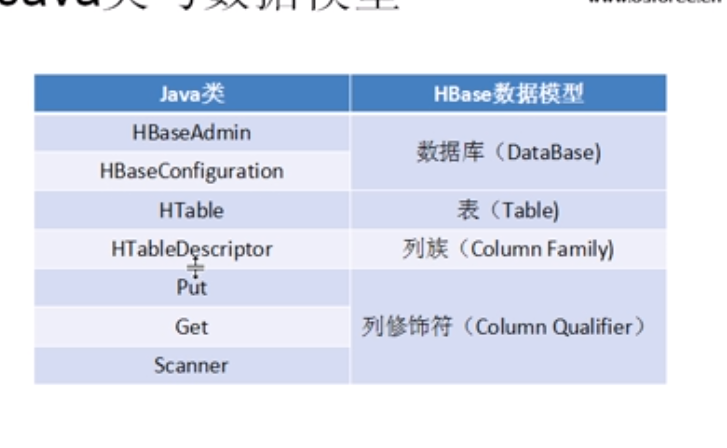 Java类与数据模型
Java类 HBase数据模型
HBaseAdmin
数据库（DataBase)
HBaseConfiguration
HTable 表（Table)
HTableDescriptor 列族（Column Family)
Put
Get 列修饰符（Column Qualifier）
Scanner